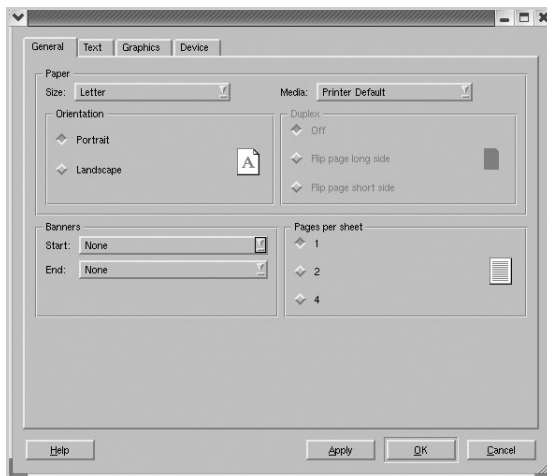 General Text Graphics Device
Paper
Size: Letter Media: Printer Default
Orientation
Portrait
Landscape
A
Duplex
Off
Flip page long side
Flip page short side
Banners
Start: None
End: None
Pages per sheet
1
2
4
Help Apply OK Cancel